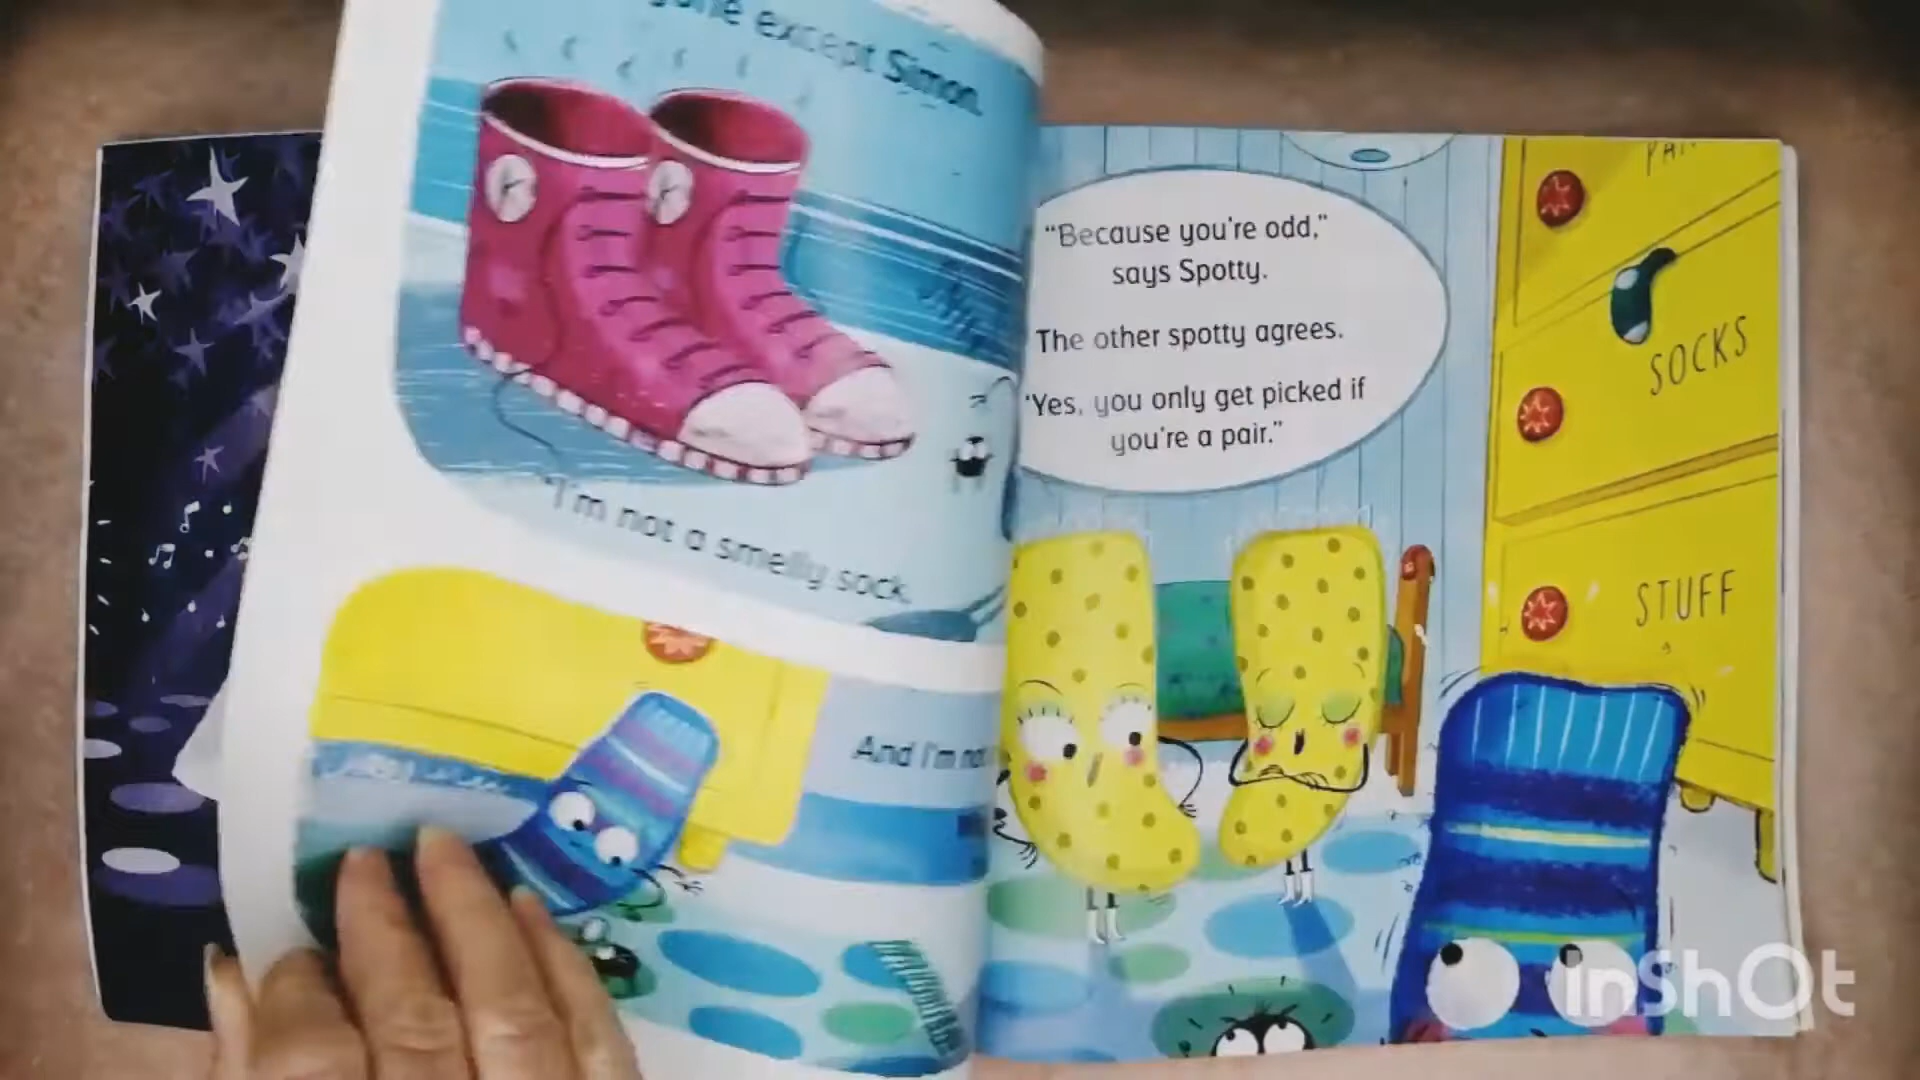 except Simon.
"I'm not a smelly sock.
And I'm not
"Because you're odd,"
says Spotty.
The other spotty agrees.
"Yes, you only get picked if
you're a pair."
SOCKS
STUFF
InShOt